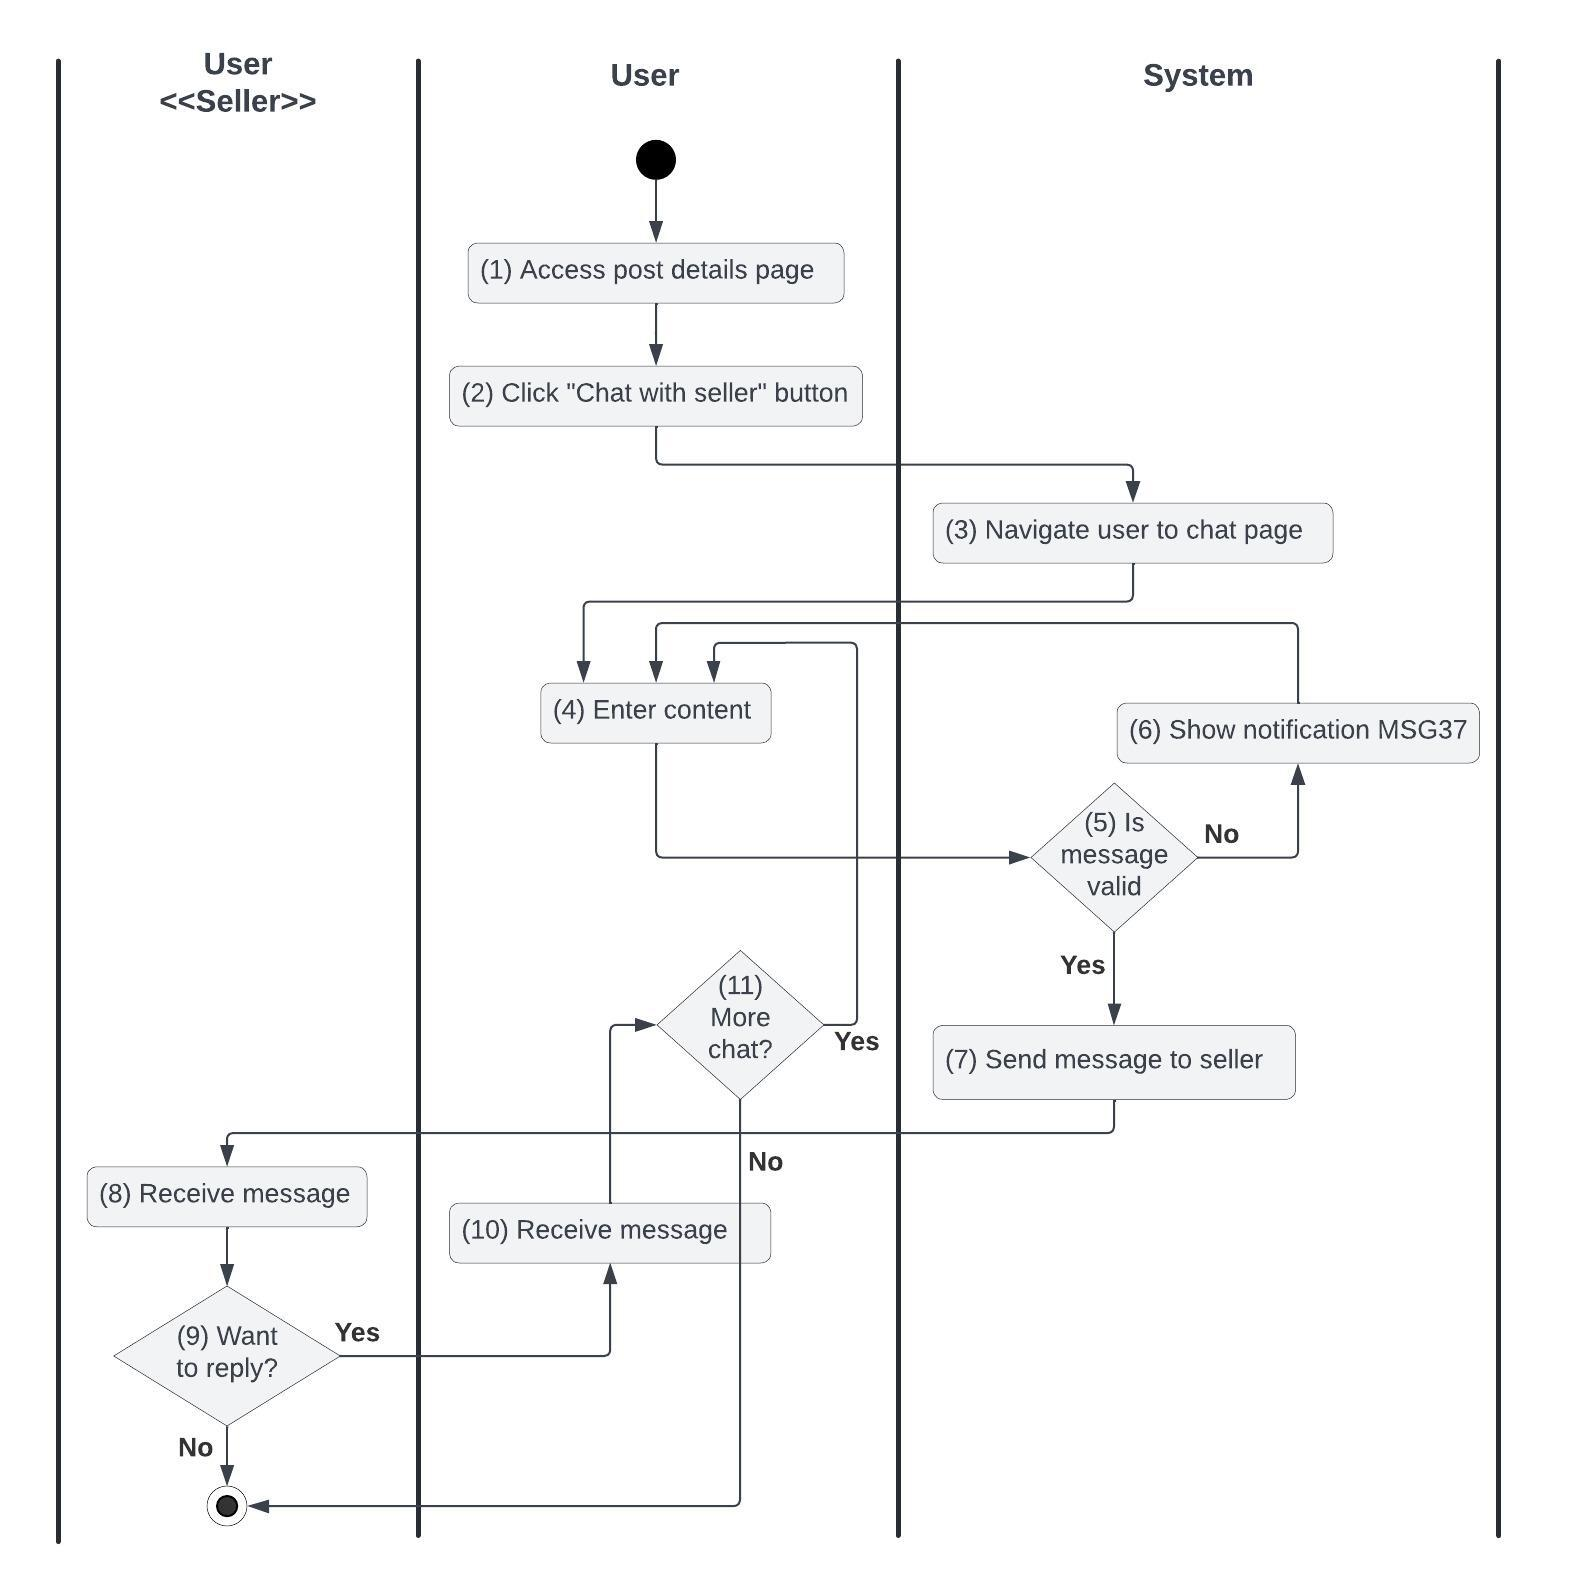 User
<<Seller>>
User
System
(1) Access post details page
(2) Click "Chat with seller" button
(3) Navigate user to chat page
(4) Enter content
(6) Show notification MSG37
(5) Is
message
valid
No
Yes
(11)
More
chat?
Yes
(7) Send message to seller
No
(8) Receive message
(10) Receive message
(9) Want
to reply?
Yes
No